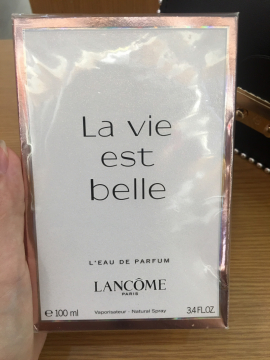 La vie
est
belle
L'EAU DE PARFUM
LANCÔME
PARIS
e 100 ml Vaporisateur - Natural Spray 3.4 FL.OZ.